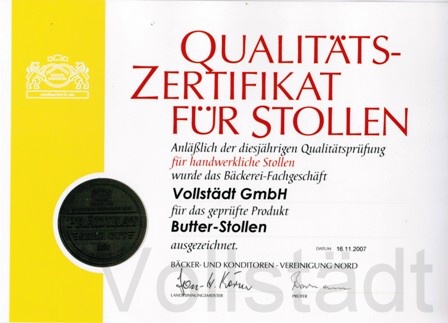 QUALITÄTS-
ZERTIFIKAT
FÜR STOLLEN
Anläßlich der diesjährigen Qualitätsprüfung
für handwerkliche Stollen
wurde das Bäckerei-Fachgeschäft
Vollstädt GmbH
für das geprüfte Produkt
Butter-Stollen
ausgezeichnet.
DATUM 16.11.2007
BÄCKER- UND KONDITOREN - VEREINIGUNG NORD
LANDESINNUNGSMEISTER PRÜFER
Vollstädt